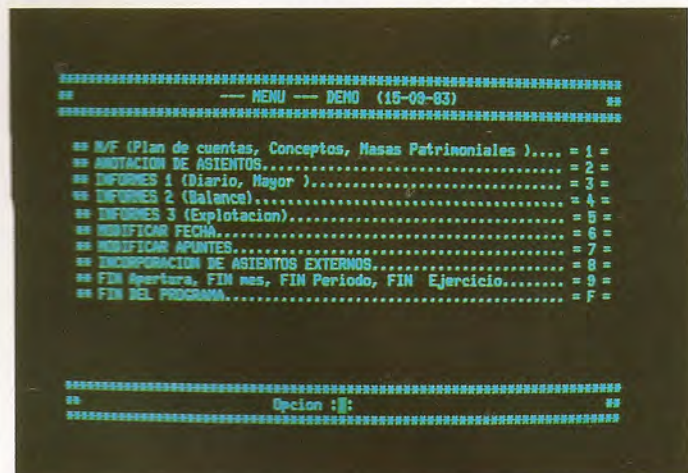 ## --- MENU --- DEMO (15-09-83) ##
## M/F (Plan de cuentas, Conceptos, Masas Patrimoniales ).... = 1 =
## ANOTACION DE ASIENTOS.................................... = 2 =
## INFORMES 1 (Diario, Mayor ).............................. = 3 =
## INFORMES 2 (Balance)..................................... = 4 =
## INFORMES 3 (Explotacion)................................. = 5 =
## MODIFICAR FECHA.......................................... = 6 =
## MODIFICAR APUNTES........................................ = 7 =
## INCORPORACION DE ASIENTOS EXTERNOS....................... = 8 =
## FIN Apertura, FIN mes, FIN Periodo, FIN Ejercicio........ = 9 =
## FIN DEL PROGRAMA......................................... = F =
## Opcion : : ##